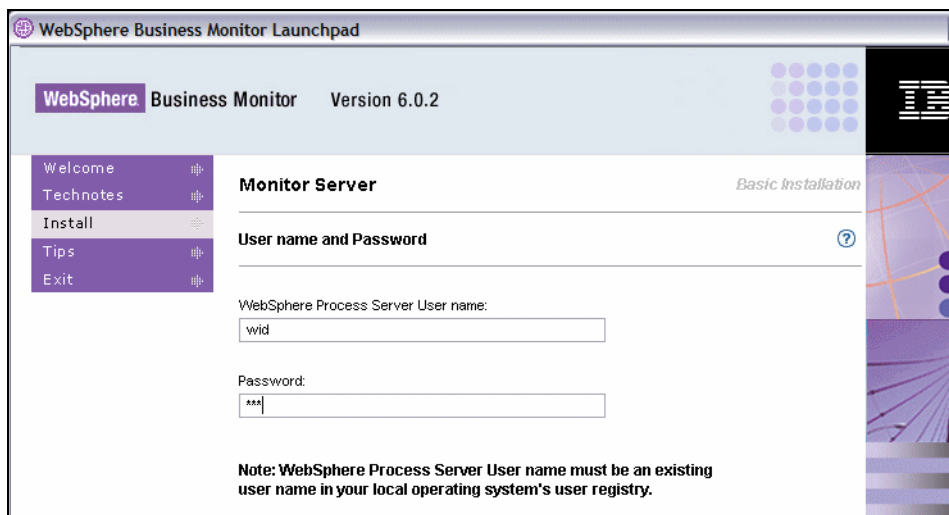 WebSphere Business Monitor Launchpad
WebSphere Business Monitor Version 6.0.2
IB
Welcome
Technotes
Install
Tips
Exit
Monitor Server
Basic Installation
User name and Password
?
WebSphere Process Server User name:
wid
Password:
***
Note: WebSphere Process Server User name must be an existing
user name in your local operating system's user registry.